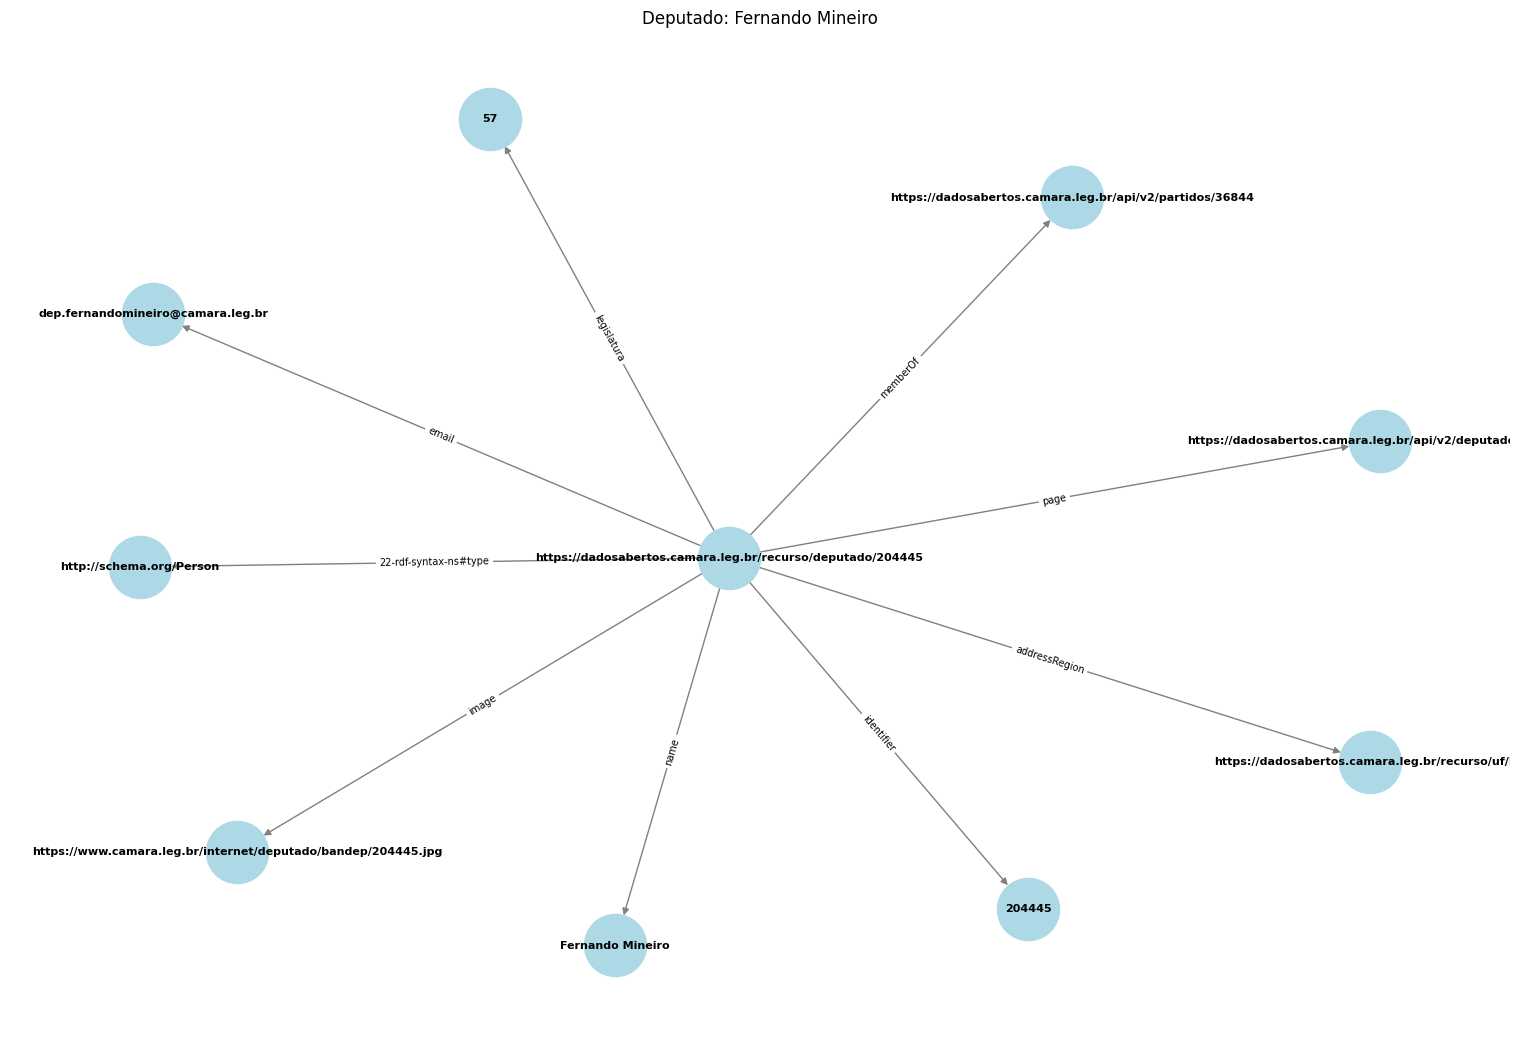 Deputado: Fernando Mineiro
57
https://dadosabertos.camara.leg.br/api/v2/partidos/36844
dep.fernandomineiro@camara.leg.br
legislatura
memberOf
https://dadosabertos.camara.leg.br/api/v2/deputado
email
page
https://dadosabertos.camara.leg.br/recurso/deputado/204445
22-rdf-syntax-ns#type
http://schema.org/Person
addressRegion
image
identifier
name
https://dadosabertos.camara.leg.br/recurso/uf/
https://www.camara.leg.br/internet/deputado/bandep/204445.jpg
204445
Fernando Mineiro